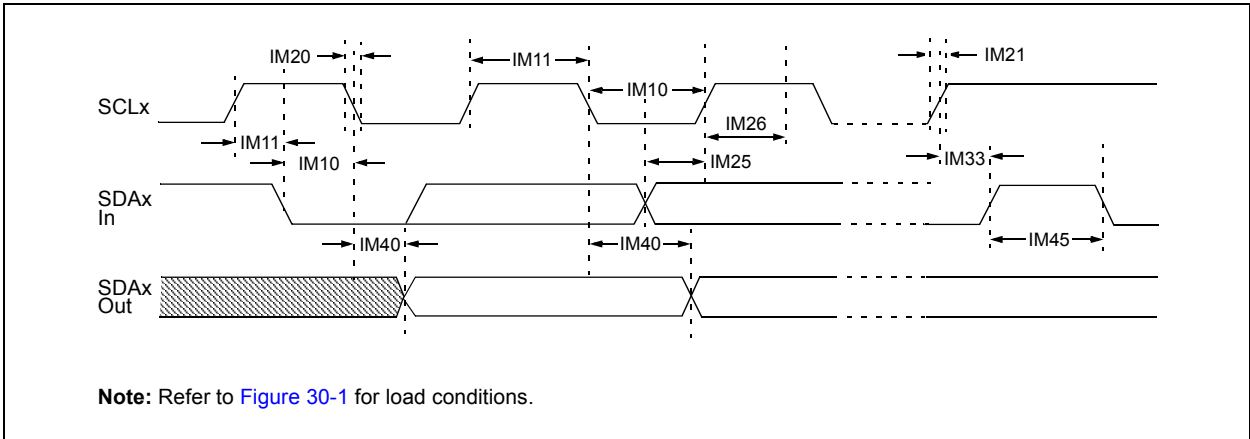 IM20
IM11
IM21
SCLx
IM10
IM26
IM11
IM10
IM25
IM33
SDAx
In
IM40
IM40
IM45
SDAx
Out
Note: Refer to Figure 30-1 for load conditions.